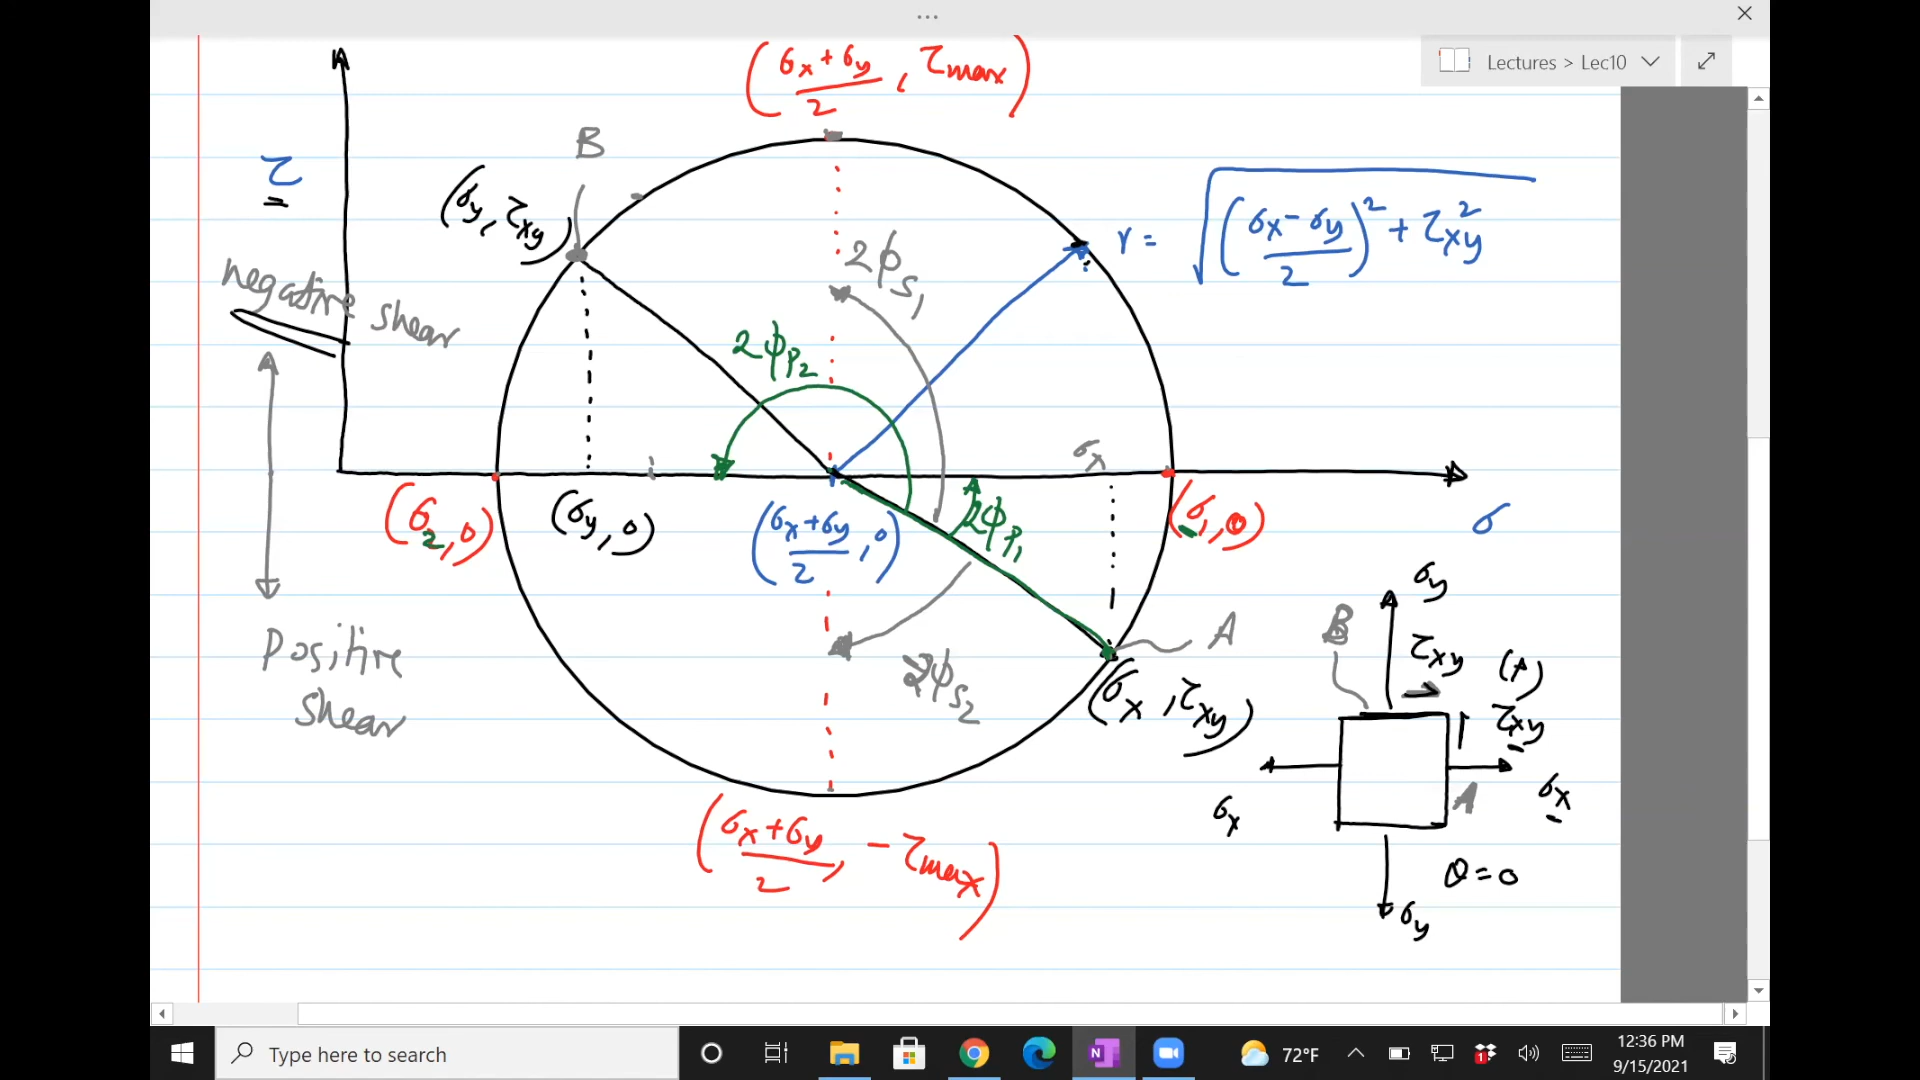 Lectures > Lec10
(σx+σy/2, τmax)
τ
B
(σy, τxy)
negative shear
2ϕs1
r = √((σx-σy/2)² + τxy²)
2ϕp2
σx
(σ2, 0)
(σy, 0)
(σx+σy/2, 0)
2ϕp1
(σ1, 0)
σ
Positive
shear
2ϕs2
A
(σx, τxy)
(σx+σy/2, -τmax)
σy
B
τxy
τxy
σx
A
σx
θ=0
σy
Type here to search
72°F
12:36 PM
9/15/2021